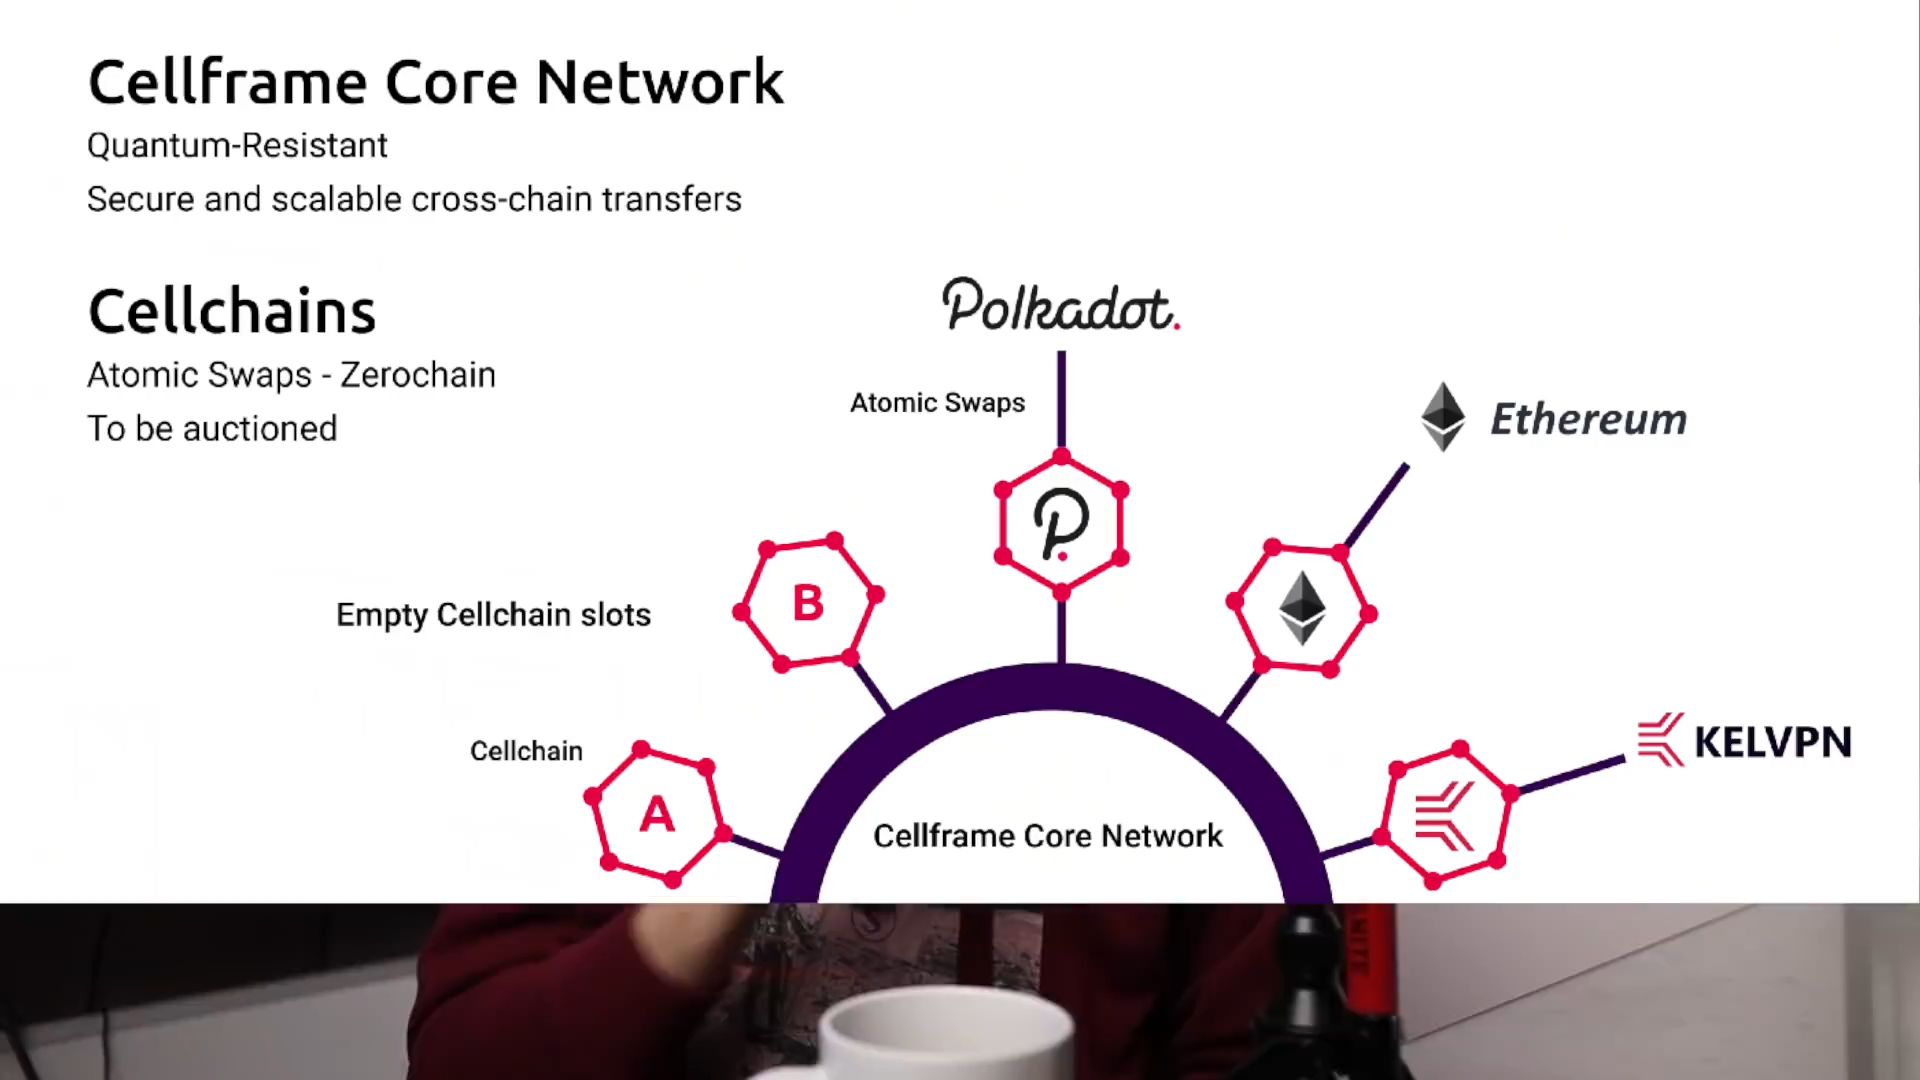 Cellframe Core Network
Quantum-Resistant
Secure and scalable cross-chain transfers
Cellchains
Atomic Swaps - Zerochain
To be auctioned
Polkadot.
Atomic Swaps
Ethereum
P
B
Empty Cellchain slots
KELVPN
Cellchain
A
Cellframe Core Network